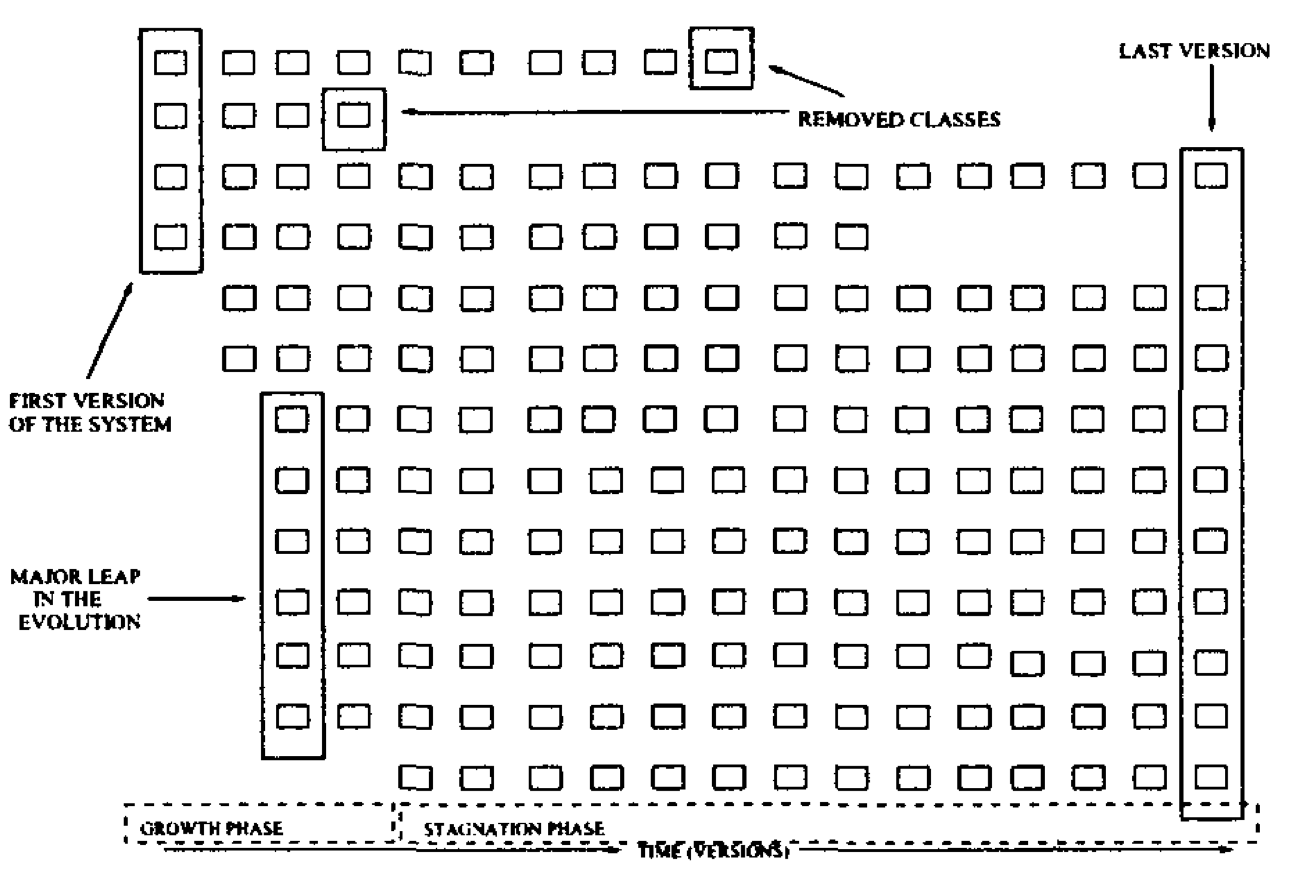 LAST VERSION
REMOVED CLASSES
FIRST VERSION
OF THE SYSTEM
MAJOR LEAP
IN THE
EVOLUTION
GROWTH PHASE
STAGNATION PHASE
TIME (VERSIONS)